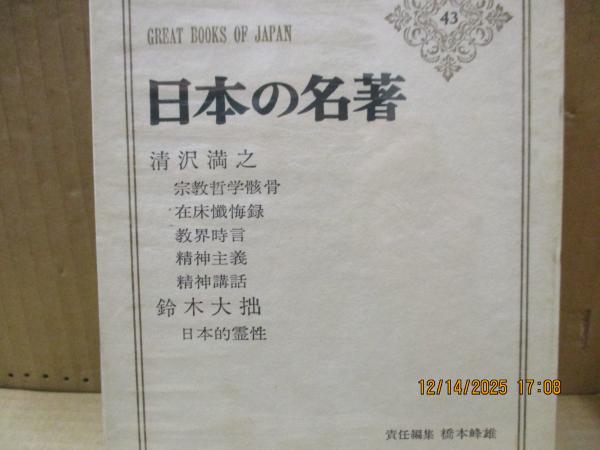 43
GREAT BOOKS OF JAPAN
日本の名著
清沢満之
宗教哲学骸骨
在床懺悔録
教界時言
精神主義
精神講話
鈴木大拙
日本的霊性
12/14/2025 17:08
責任編集 橋本峰雄